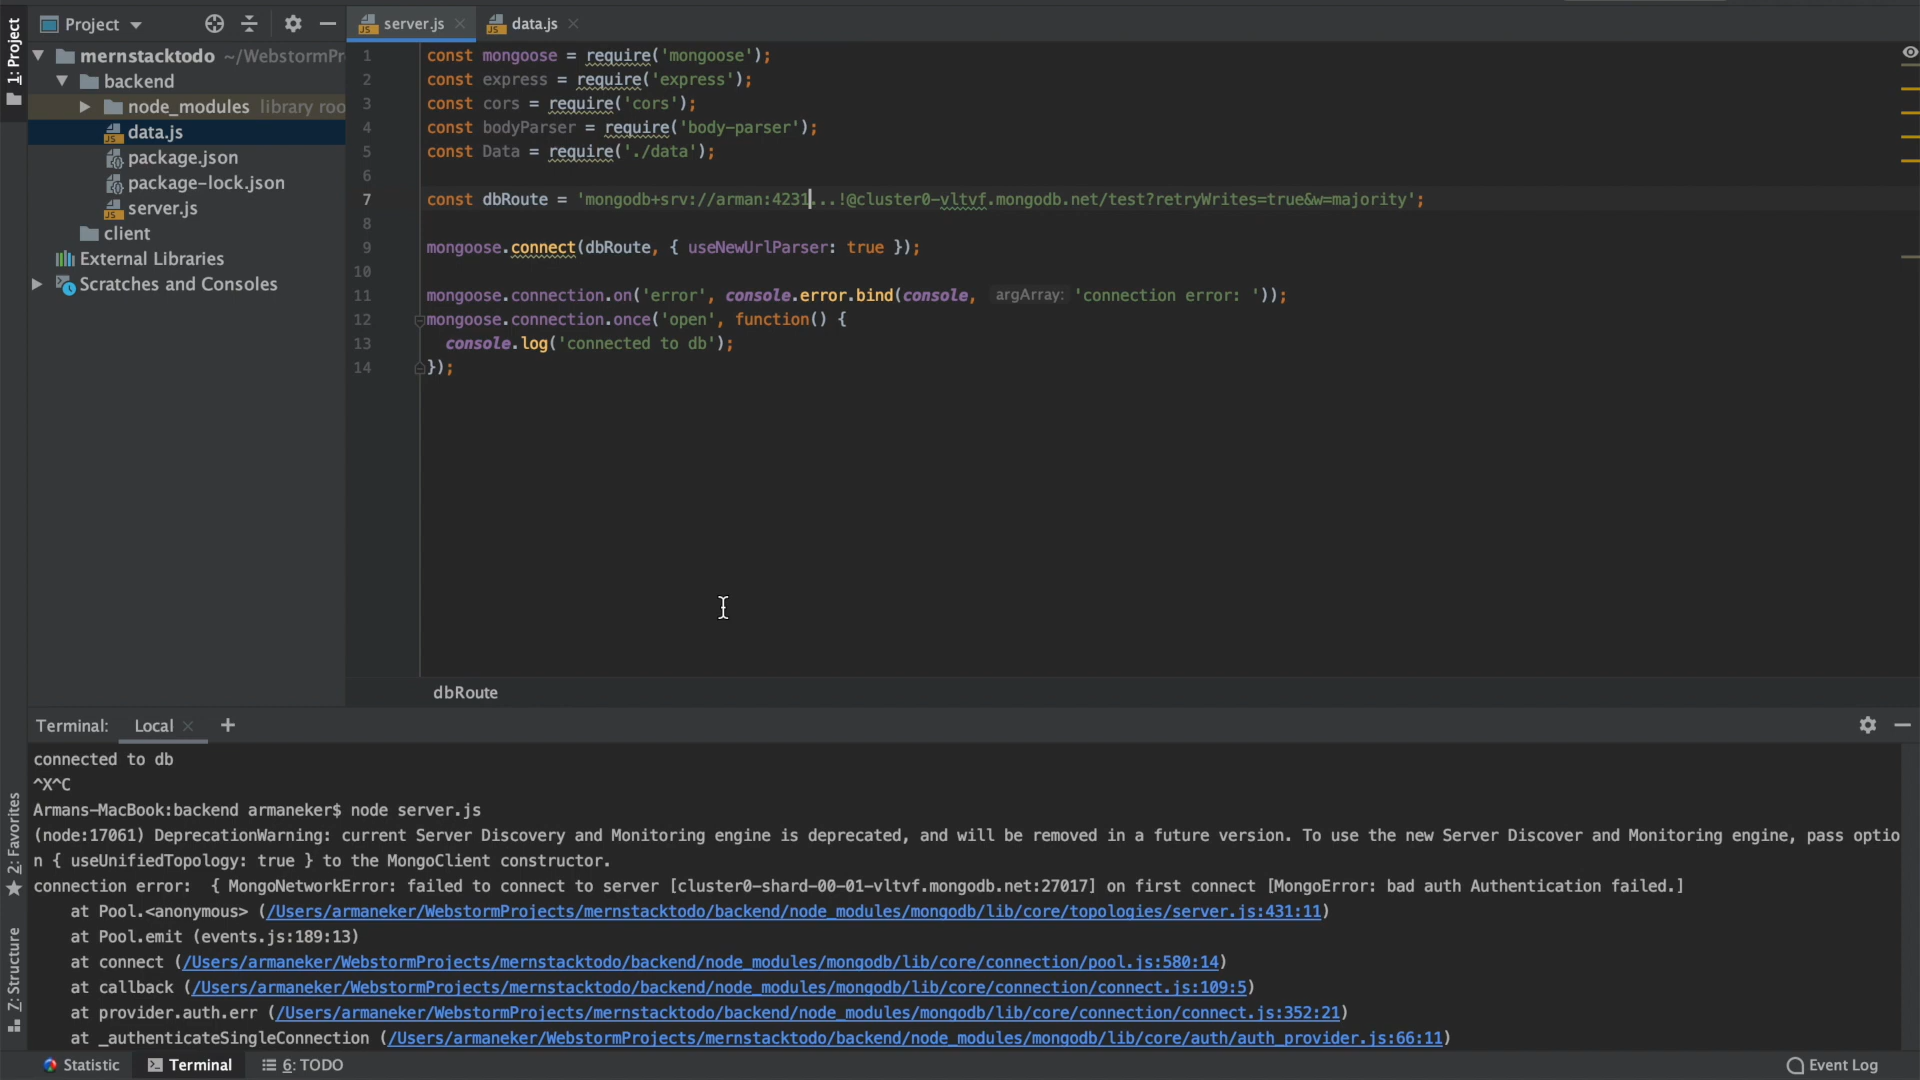 1: Project
Project
mernstacktodo ~/WebstormPr
backend
node_modules library roo
data.js
package.json
package-lock.json
server.js
client
External Libraries
Scratches and Consoles
server.js
data.js
1 const mongoose = require('mongoose');
2 const express = require('express');
3 const cors = require('cors');
4 const bodyParser = require('body-parser');
5 const Data = require('./data');
6
7 const dbRoute = 'mongodb+srv://arman:4231...!@cluster0-vltvf.mongodb.net/test?retryWrites=true&w=majority';
8
9 mongoose.connect(dbRoute, { useNewUrlParser: true });
10
11 mongoose.connection.on('error', console.error.bind(console, argArray: 'connection error: '));
12 mongoose.connection.once('open', function() {
13 console.log('connected to db');
14 });
dbRoute
Terminal: Local +
connected to db
^X^C
Armans-MacBook:backend armaneker$ node server.js
(node:17061) DeprecationWarning: current Server Discovery and Monitoring engine is deprecated, and will be removed in a future version. To use the new Server Discover and Monitoring engine, pass optio
n { useUnifiedTopology: true } to the MongoClient constructor.
connection error: { MongoNetworkError: failed to connect to server [cluster0-shard-00-01-vltvf.mongodb.net:27017] on first connect [MongoError: bad auth Authentication failed.]
at Pool.<anonymous> (/Users/armaneker/WebstormProjects/mernstacktodo/backend/node_modules/mongodb/lib/core/topologies/server.js:431:11)
at Pool.emit (events.js:189:13)
at connect (/Users/armaneker/WebstormProjects/mernstacktodo/backend/node_modules/mongodb/lib/core/connection/pool.js:580:14)
at callback (/Users/armaneker/WebstormProjects/mernstacktodo/backend/node_modules/mongodb/lib/core/connection/connect.js:109:5)
at provider.auth.err (/Users/armaneker/WebstormProjects/mernstacktodo/backend/node_modules/mongodb/lib/core/connection/connect.js:352:21)
at _authenticateSingleConnection (/Users/armaneker/WebstormProjects/mernstacktodo/backend/node_modules/mongodb/lib/core/auth/auth_provider.js:66:11)
2: Favorites
Z: Structure
Statistic
Terminal
6: TODO
Event Log